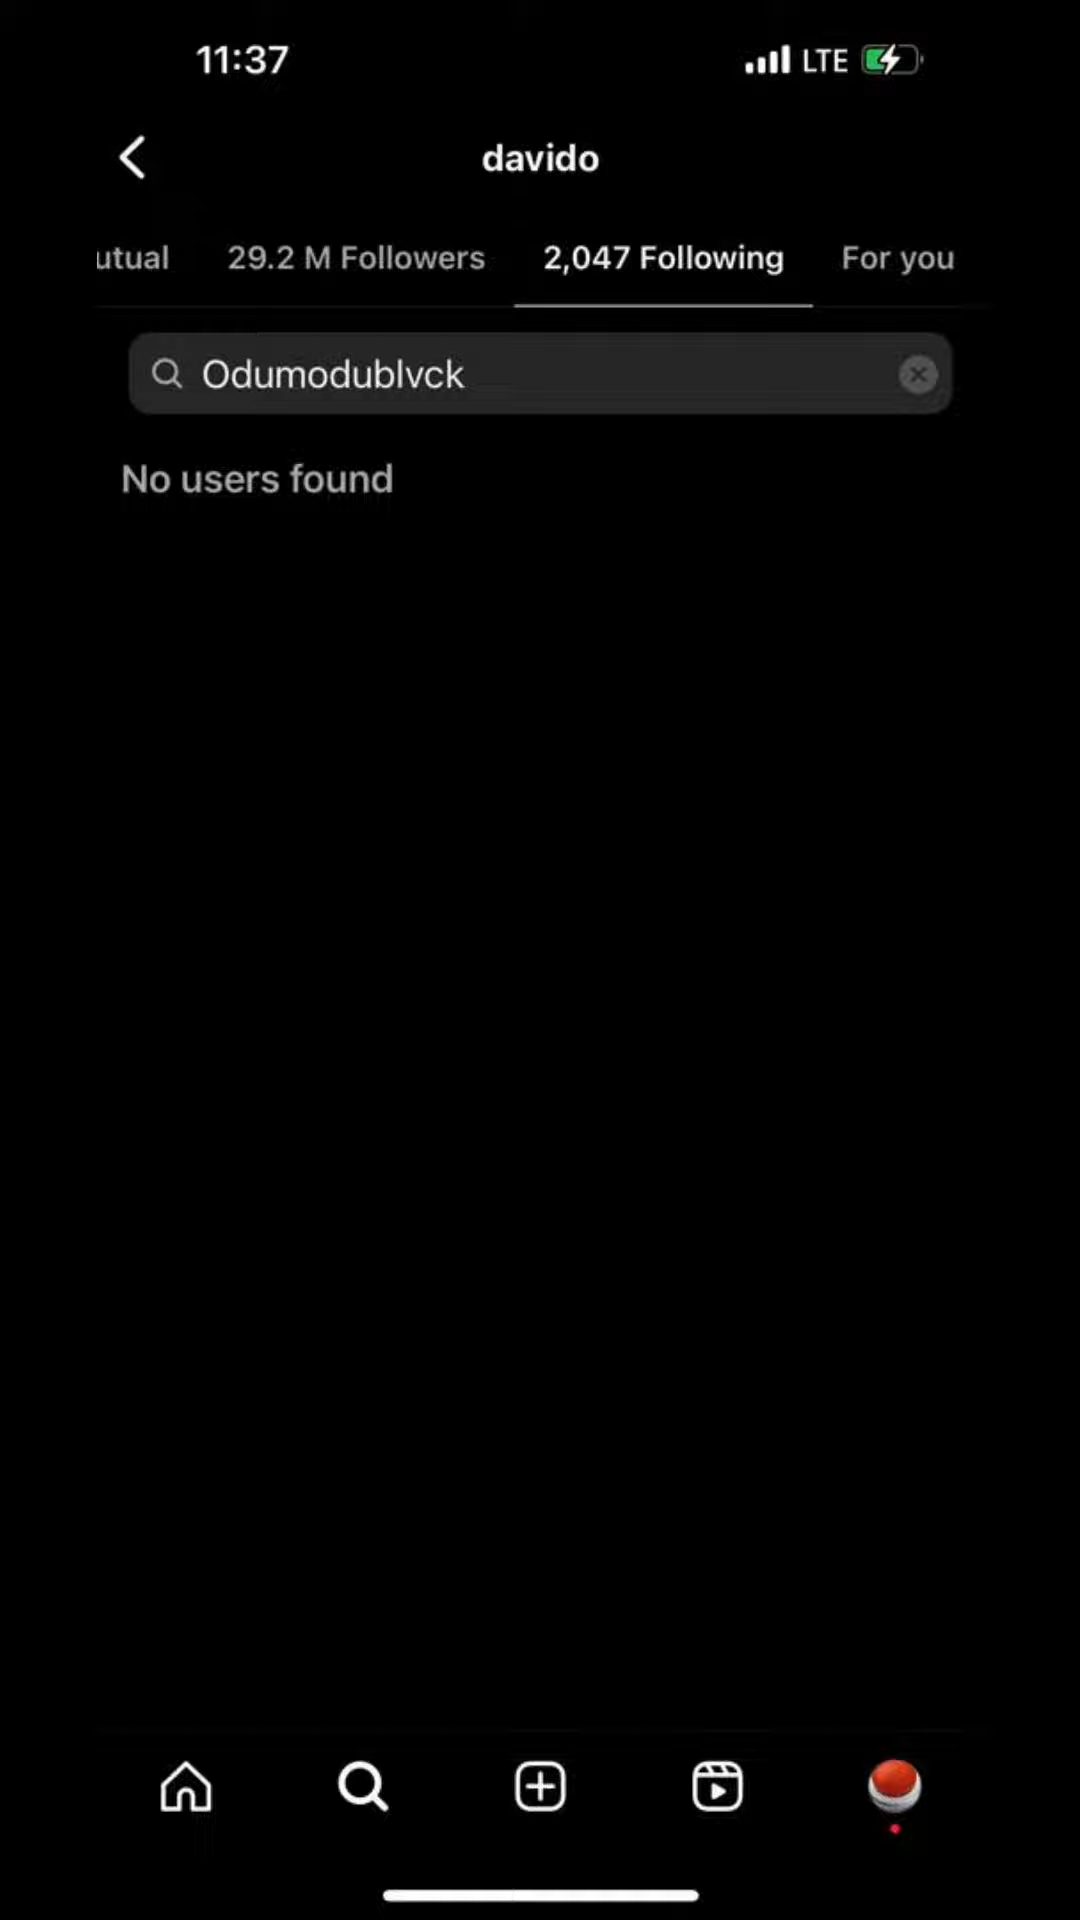 11:37 LTE
davido
utual 29.2 M Followers 2,047 Following For you
Odumodublvck
No users found